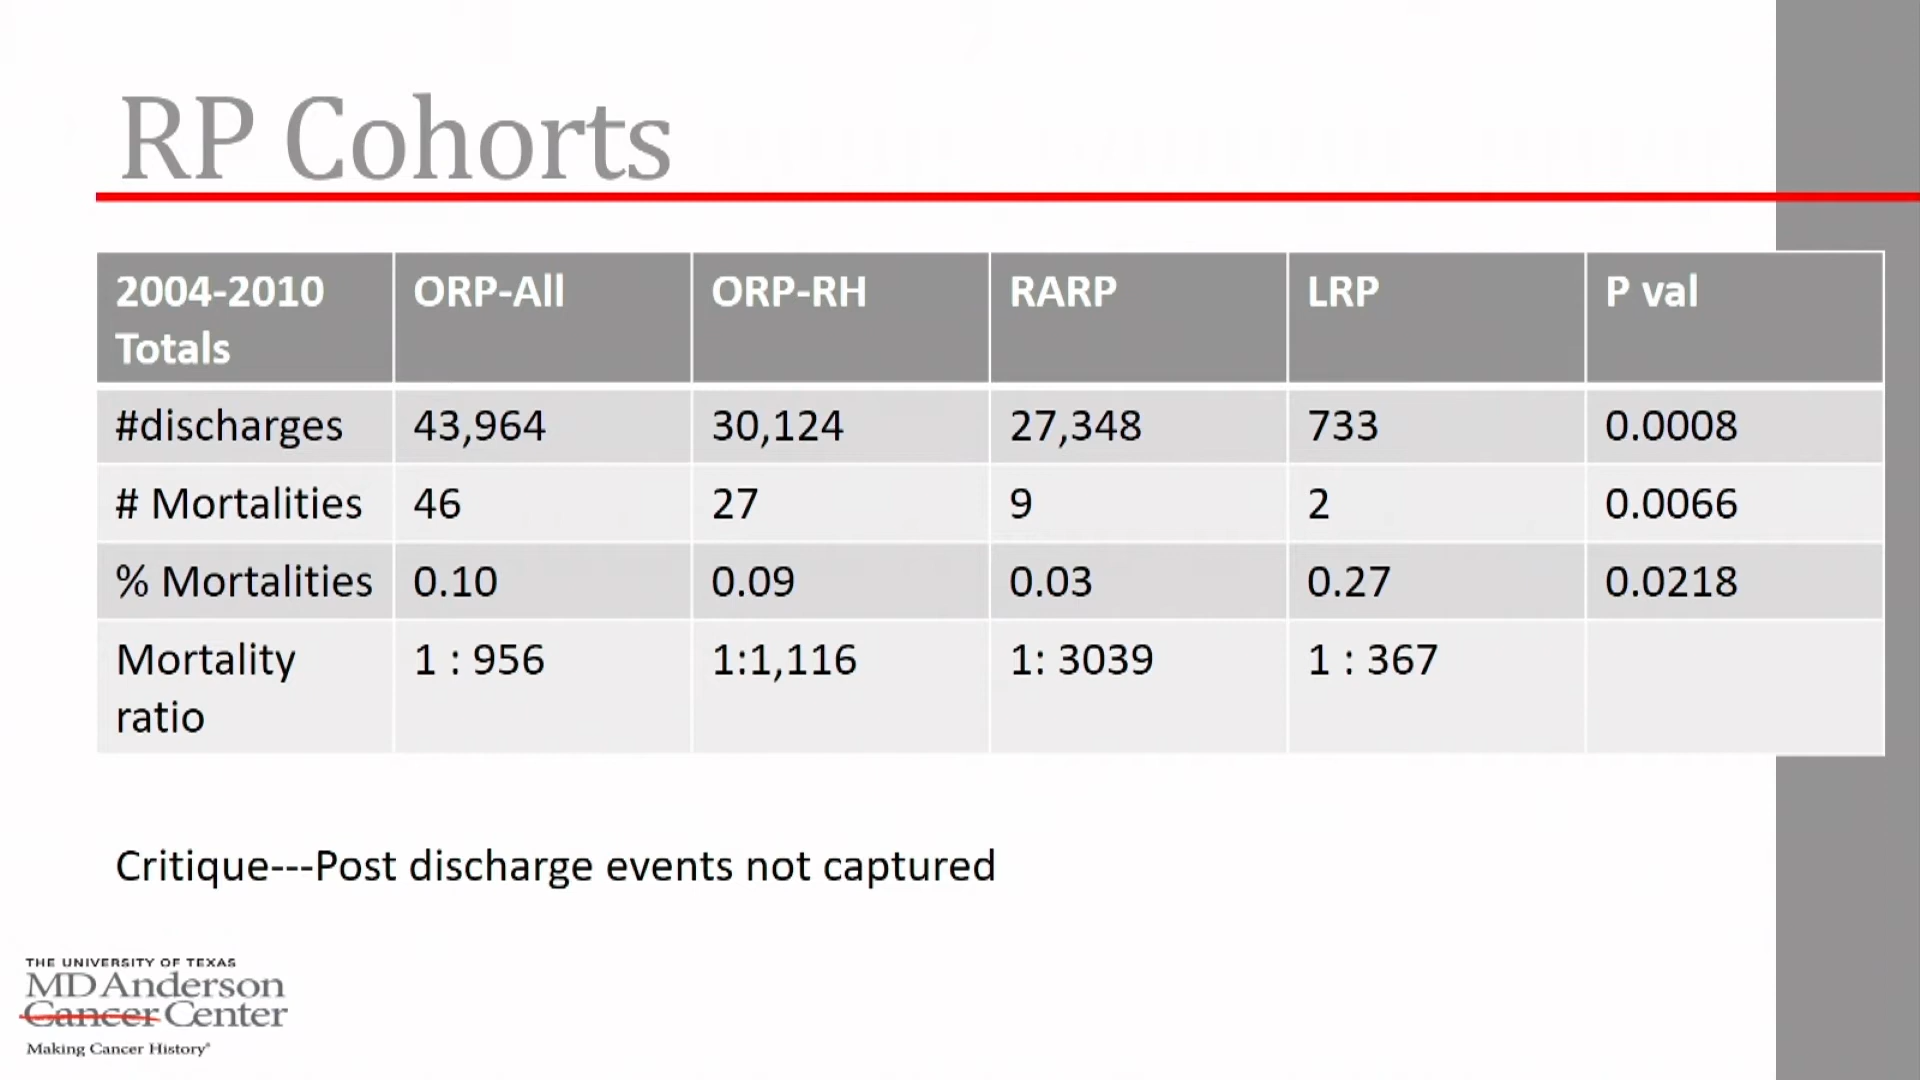 RP Cohorts
2004-2010 Totals ORP-All ORP-RH RARP LRP P val
#discharges 43,964 30,124 27,348 733 0.0008
# Mortalities 46 27 9 2 0.0066
% Mortalities 0.10 0.09 0.03 0.27 0.0218
Mortality ratio 1 : 956 1:1,116 1: 3039 1 : 367
Critique---Post discharge events not captured
THE UNIVERSITY OF TEXAS
MD Anderson
Cancer Center
Making Cancer History®